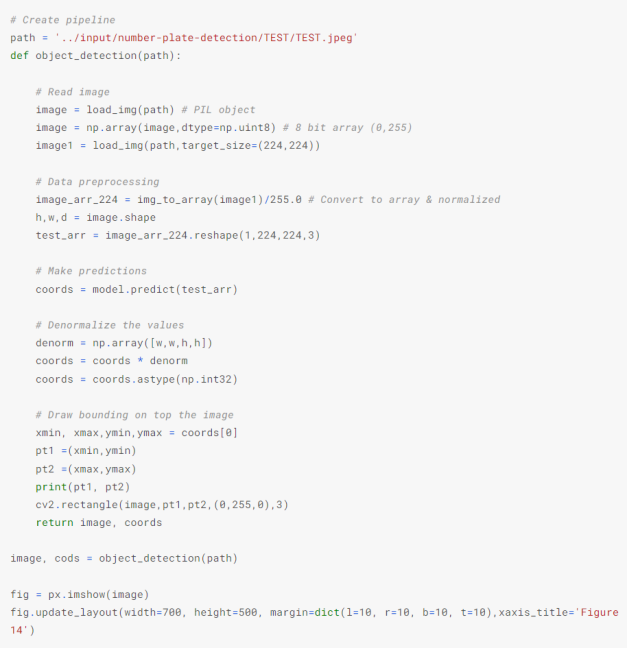 # Create pipeline
path = '../input/number-plate-detection/TEST/TEST.jpeg'
def object_detection(path):
# Read image
image = load_img(path) # PIL object
image = np.array(image,dtype=np.uint8) # 8 bit array (0,255)
image1 = load_img(path,target_size=(224,224))
# Data preprocessing
image_arr_224 = img_to_array(image1)/255.0 # Convert to array & normalized
h,w,d = image.shape
test_arr = image_arr_224.reshape(1,224,224,3)
# Make predictions
coords = model.predict(test_arr)
# Denormalize the values
denorm = np.array([w,w,h,h])
coords = coords * denorm
coords = coords.astype(np.int32)
# Draw bounding on top the image
xmin, xmax,ymin,ymax = coords[0]
pt1 =(xmin,ymin)
pt2 =(xmax,ymax)
print(pt1, pt2)
cv2.rectangle(image,pt1,pt2,(0,255,0),3)
return image, coords
image, cods = object_detection(path)
fig = px.imshow(image)
fig.update_layout(width=700, height=500, margin=dict(l=10, r=10, b=10, t=10),xaxis_title='Figure
14')